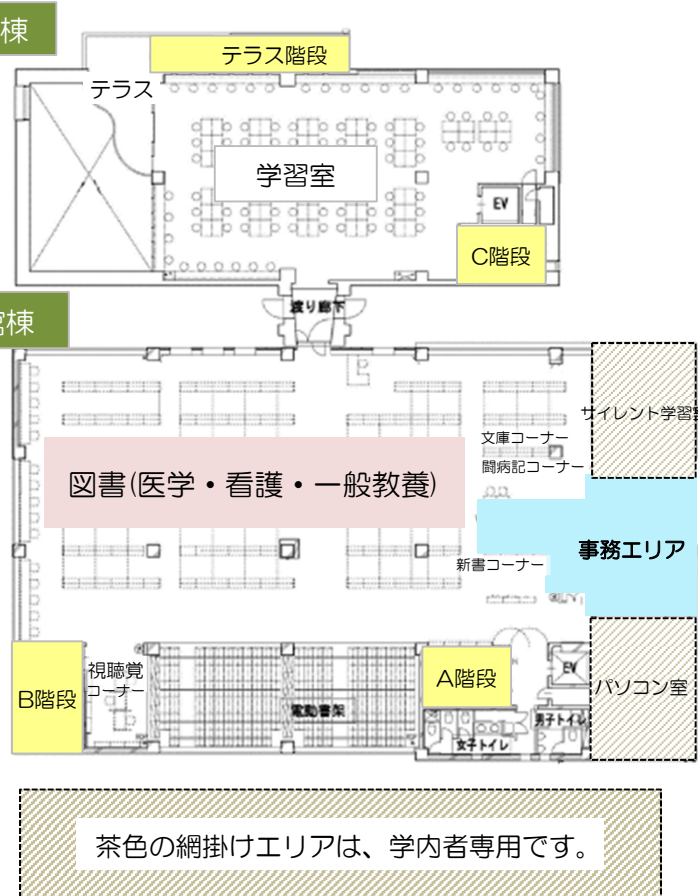 棟
テラス階段
テラス
学習室
EV
C階段
渡り廊下
棟
サイレント学習
文庫コーナー
闘病記コーナー
図書(医学・看護・一般教養)
事務エリア
新書コーナー
視聴覚
コーナー
B階段
A階段
EV
パソコン室
電動書架
男子トイレ
女子トイレ
茶色の網掛けエリアは、学内者専用です。